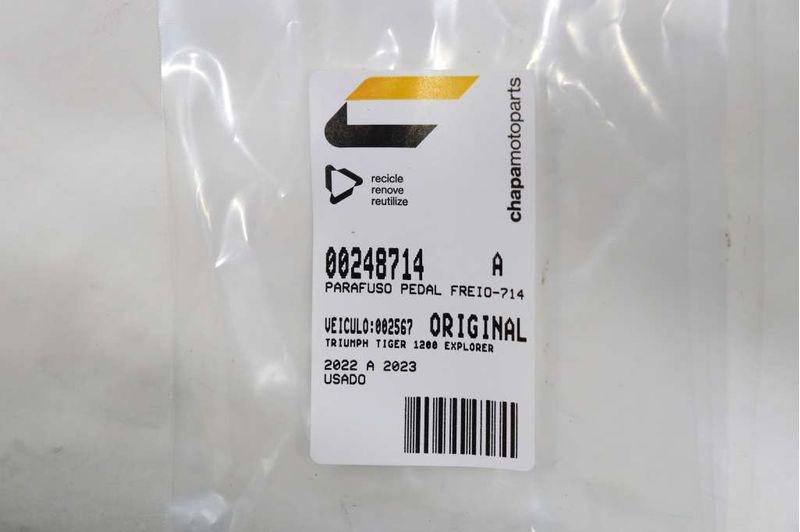 chapamotoparts
recicle
renove
reutilize
00248714 A
PARAFUSO PEDAL FREIO-714
VEICULO:002567 ORIGINAL
TRIUMPH TIGER 1200 EXPLORER
2022 A 2023
USADO